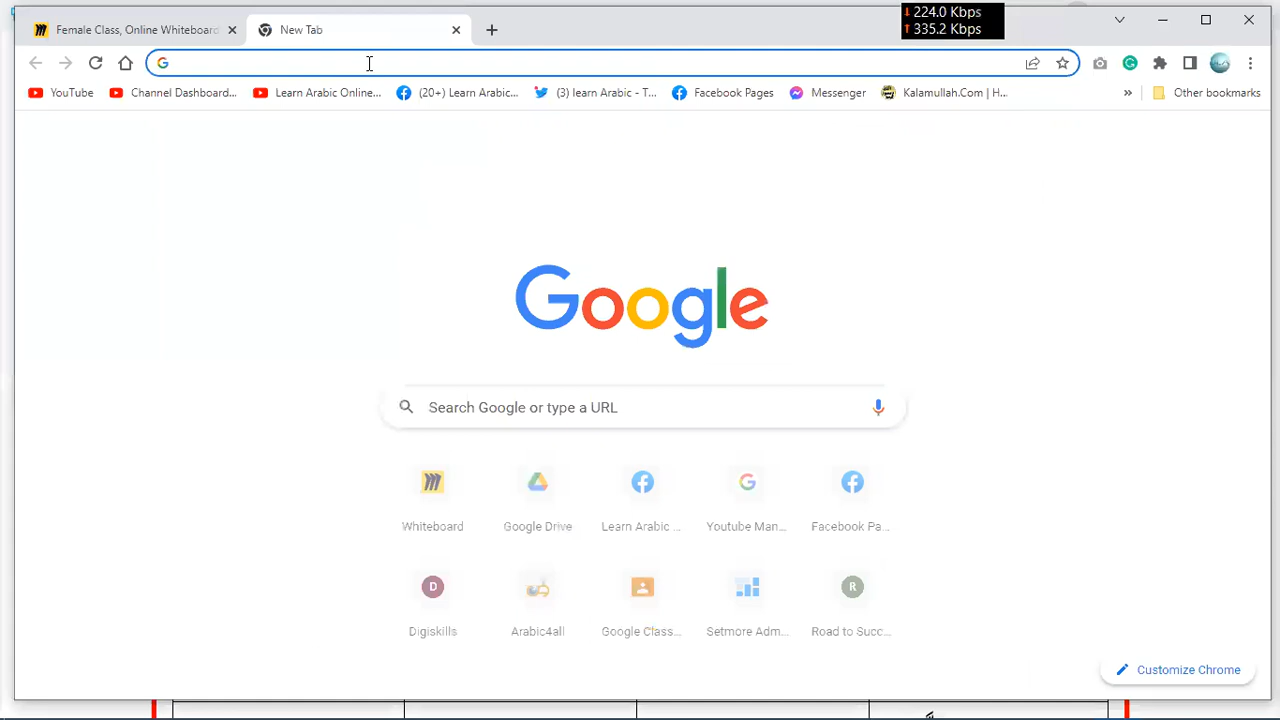 224.0 Kbps
335.2 Kbps
Female Class, Online Whiteboard
New Tab
YouTube
Channel Dashboard...
Learn Arabic Online...
(20+) Learn Arabic...
(3) learn Arabic - T...
Facebook Pages
Messenger
Kalamullah.Com | H...
»
Other bookmarks
Google
Search Google or type a URL
Whiteboard
Google Drive
Learn Arabic ...
Youtube Man...
Facebook Pa...
D
R
Digiskills
Arabic4all
Google Class...
Setmore Adm...
Road to Succ...
Customize Chrome